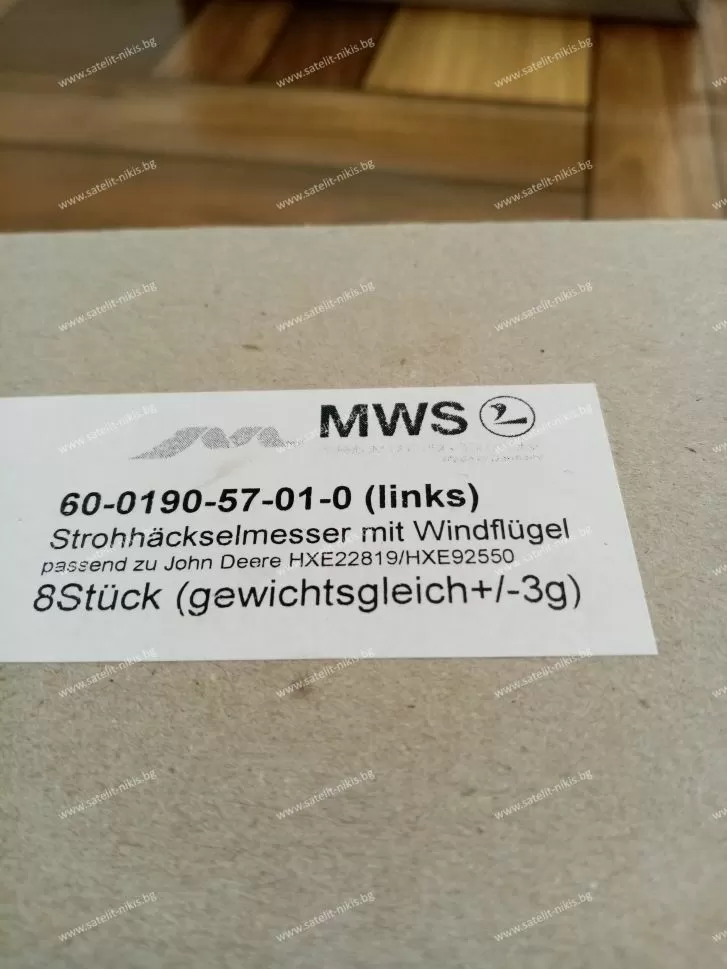 MWS
60-0190-57-01-0 (links)
Strohhäckselmesser mit Windflügel
passend zu John Deere HXE22819/HXE92550
8Stück (gewichtsgleich+/-3g)
www.satelit-nikis.bg